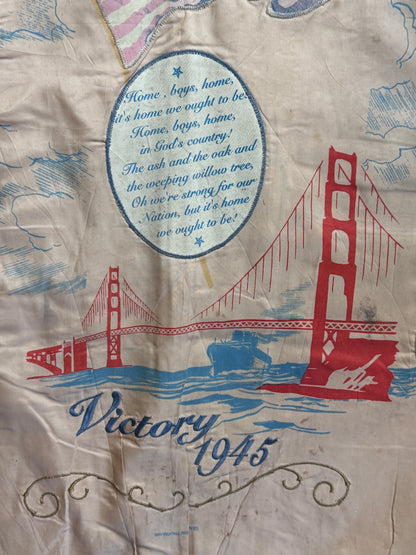 Home, boys, home,
it's home we ought to be!
Home, boys, home,
in God's country!
The ash and the oak and
the weeping willow tree,
Oh we're strong for our
Nation, but it's home
we ought to be!
Victory
1945